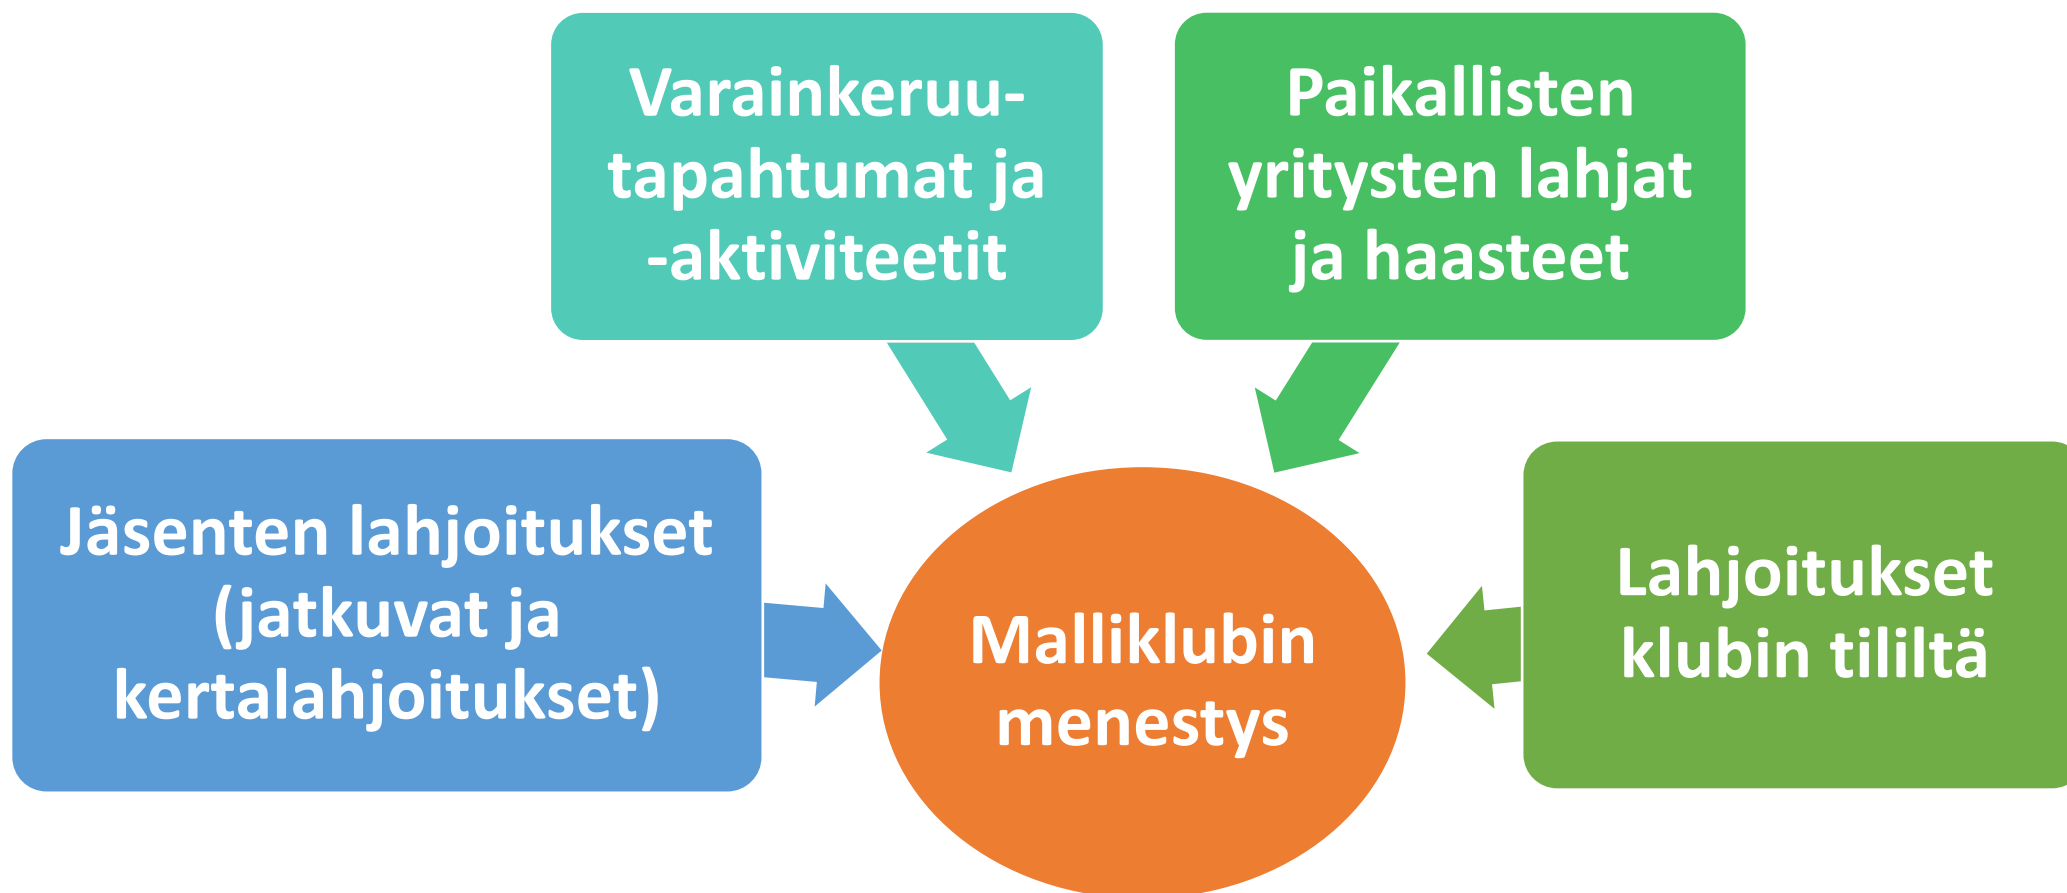 Varainkeruu-
tapahtumat ja
-aktiviteetit
Paikallisten
yritysten lahjat
ja haasteet
Jäsenten lahjoitukset
(jatkuvat ja
kertalahjoitukset)
Malliklubin
menestys
Lahjoitukset
klubin tililtä